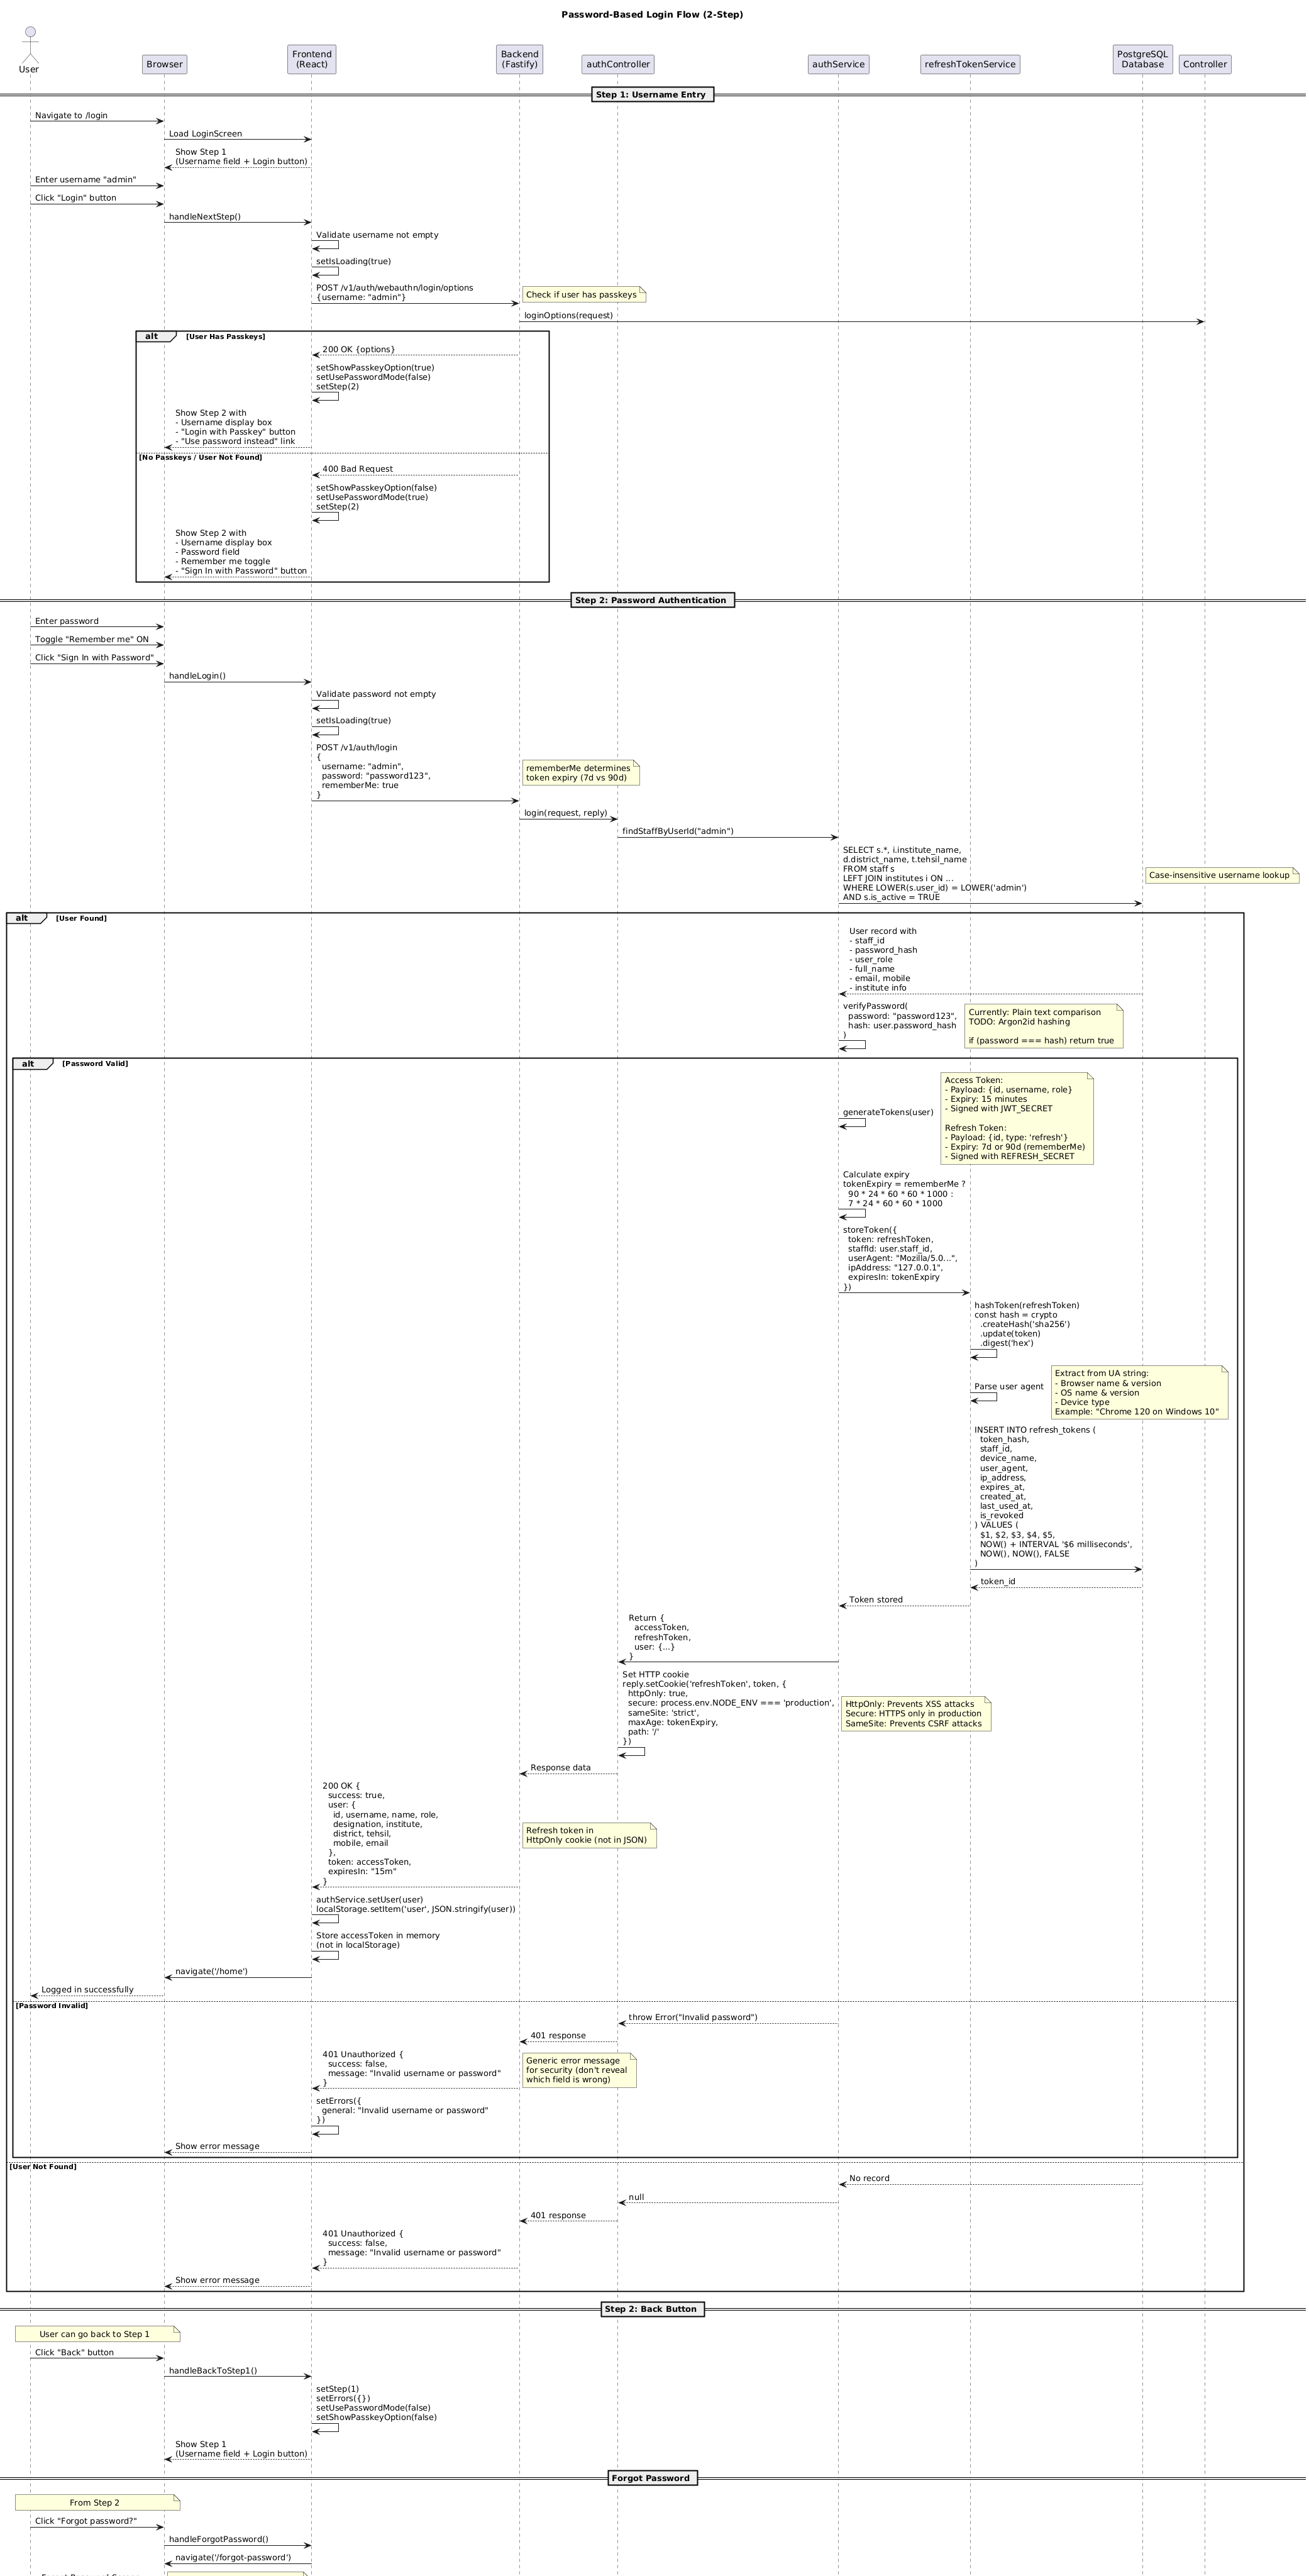 Password-Based Login Flow (2-Step)
User
Browser
Frontend
(React)
Backend
(Fastify)
authController
authService
refreshTokenService
PostgreSQL
Database
Controller
Step 1: Username Entry
Navigate to /login
Load LoginScreen
Show Step 1
(Username field + Login button)
Enter username "admin"
Click "Login" button
handleNextStep()
Validate username not empty
setIsLoading(true)
POST /v1/auth/webauthn/login/options
{username: "admin"}
Check if user has passkeys
loginOptions(request)
alt
[User Has Passkeys]
200 OK {options}
setShowPasskeyOption(true)
setUsePasswordMode(false)
setStep(2)
Show Step 2 with
- Username display box
- "Login with Passkey" button
- "Use password instead" link
[No Passkeys / User Not Found]
400 Bad Request
setShowPasskeyOption(false)
setUsePasswordMode(true)
setStep(2)
Show Step 2 with
- Username display box
- Password field
- Remember me toggle
- "Sign In with Password" button
Step 2: Password Authentication
Enter password
Toggle "Remember me" ON
Click "Sign In with Password"
handleLogin()
Validate password not empty
setIsLoading(true)
POST /v1/auth/login
{
username: "admin",
password: "password123",
rememberMe: true
}
rememberMe determines
token expiry (7d vs 90d)
login(request, reply)
findStaffByUserId("admin")
SELECT s.*, i.institute_name,
d.district_name, t.tehsil_name
FROM staff s
LEFT JOIN institutes i ON ...
WHERE LOWER(s.user_id) = LOWER('admin')
AND s.is_active = TRUE
Case-insensitive username lookup
alt
[User Found]
User record with
- staff_id
- password_hash
- user_role
- full_name
- email, mobile
- institute info
verifyPassword(
password: "password123",
hash: user.password_hash
)
Currently: Plain text comparison
TODO: Argon2id hashing
if (password === hash) return true
alt
[Password Valid]
generateTokens(user)
Access Token:
- Payload: {id, username, role}
- Expiry: 15 minutes
- Signed with JWT_SECRET
Refresh Token:
- Payload: {id, type: 'refresh'}
- Expiry: 7d or 90d (rememberMe)
- Signed with REFRESH_SECRET
Calculate expiry
tokenExpiry = rememberMe ?
90 * 24 * 60 * 60 * 1000 :
7 * 24 * 60 * 60 * 1000
storeToken({
token: refreshToken,
staffId: user.staff_id,
userAgent: "Mozilla/5.0...",
ipAddress: "127.0.0.1",
expiresIn: tokenExpiry
})
hashToken(refreshToken)
const hash = crypto
.createHash('sha256')
.update(token)
.digest('hex')
Parse user agent
Extract from UA string:
- Browser name & version
- OS name & version
- Device type
Example: "Chrome 120 on Windows 10"
INSERT INTO refresh_tokens (
token_hash,
staff_id,
device_name,
user_agent,
ip_address,
expires_at,
created_at,
last_used_at,
is_revoked
) VALUES (
$1, $2, $3, $4, $5,
NOW() + INTERVAL '$6 milliseconds',
NOW(), NOW(), FALSE
)
token_id
Token stored
Return {
accessToken,
refreshToken,
user: {...}
}
Set HTTP cookie
reply.setCookie('refreshToken', token, {
httpOnly: true,
secure: process.env.NODE_ENV === 'production',
sameSite: 'strict',
maxAge: tokenExpiry,
path: '/'
})
HttpOnly: Prevents XSS attacks
Secure: HTTPS only in production
SameSite: Prevents CSRF attacks
Response data
200 OK {
success: true,
user: {
id, username, name, role,
designation, institute,
district, tehsil,
mobile, email
},
token: accessToken,
expiresIn: "15m"
}
Refresh token in
HttpOnly cookie (not in JSON)
authService.setUser(user)
localStorage.setItem('user', JSON.stringify(user))
Store accessToken in memory
(not in localStorage)
navigate('/home')
Logged in successfully
[Password Invalid]
throw Error("Invalid password")
401 response
401 Unauthorized {
success: false,
message: "Invalid username or password"
}
Generic error message
for security (don't reveal
which field is wrong)
setErrors({
general: "Invalid username or password"
})
Show error message
[User Not Found]
No record
null
401 response
401 Unauthorized {
success: false,
message: "Invalid username or password"
}
Show error message
Step 2: Back Button
User can go back to Step 1
Click "Back" button
handleBackToStep1()
setStep(1)
setErrors({})
setUsePasswordMode(false)
setShowPasskeyOption(false)
Show Step 1
(Username field + Login button)
Forgot Password
From Step 2
Click "Forgot password?"
handleForgotPassword()
navigate('/forgot-password')